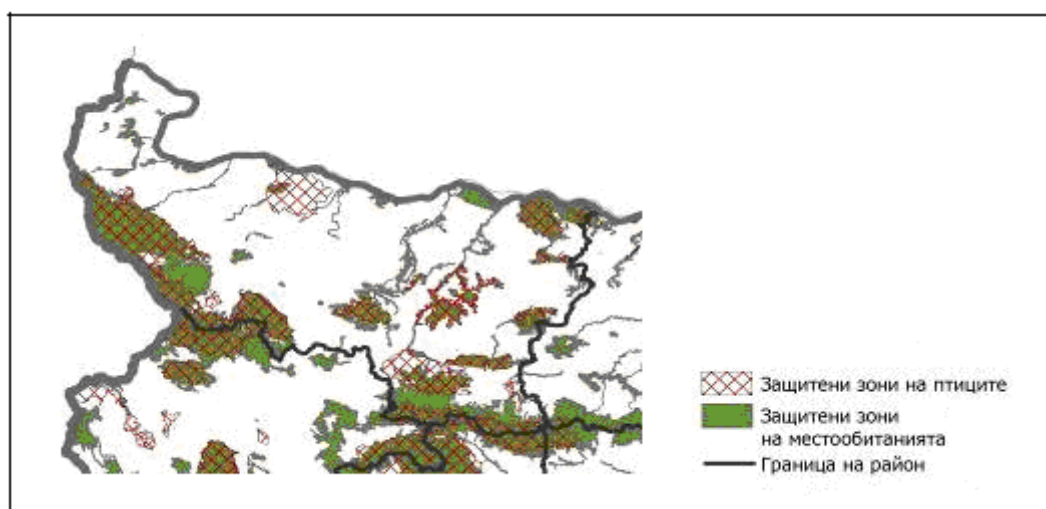 Защитени зони на птиците
Защитени зони
на местообитанията
Граница на район